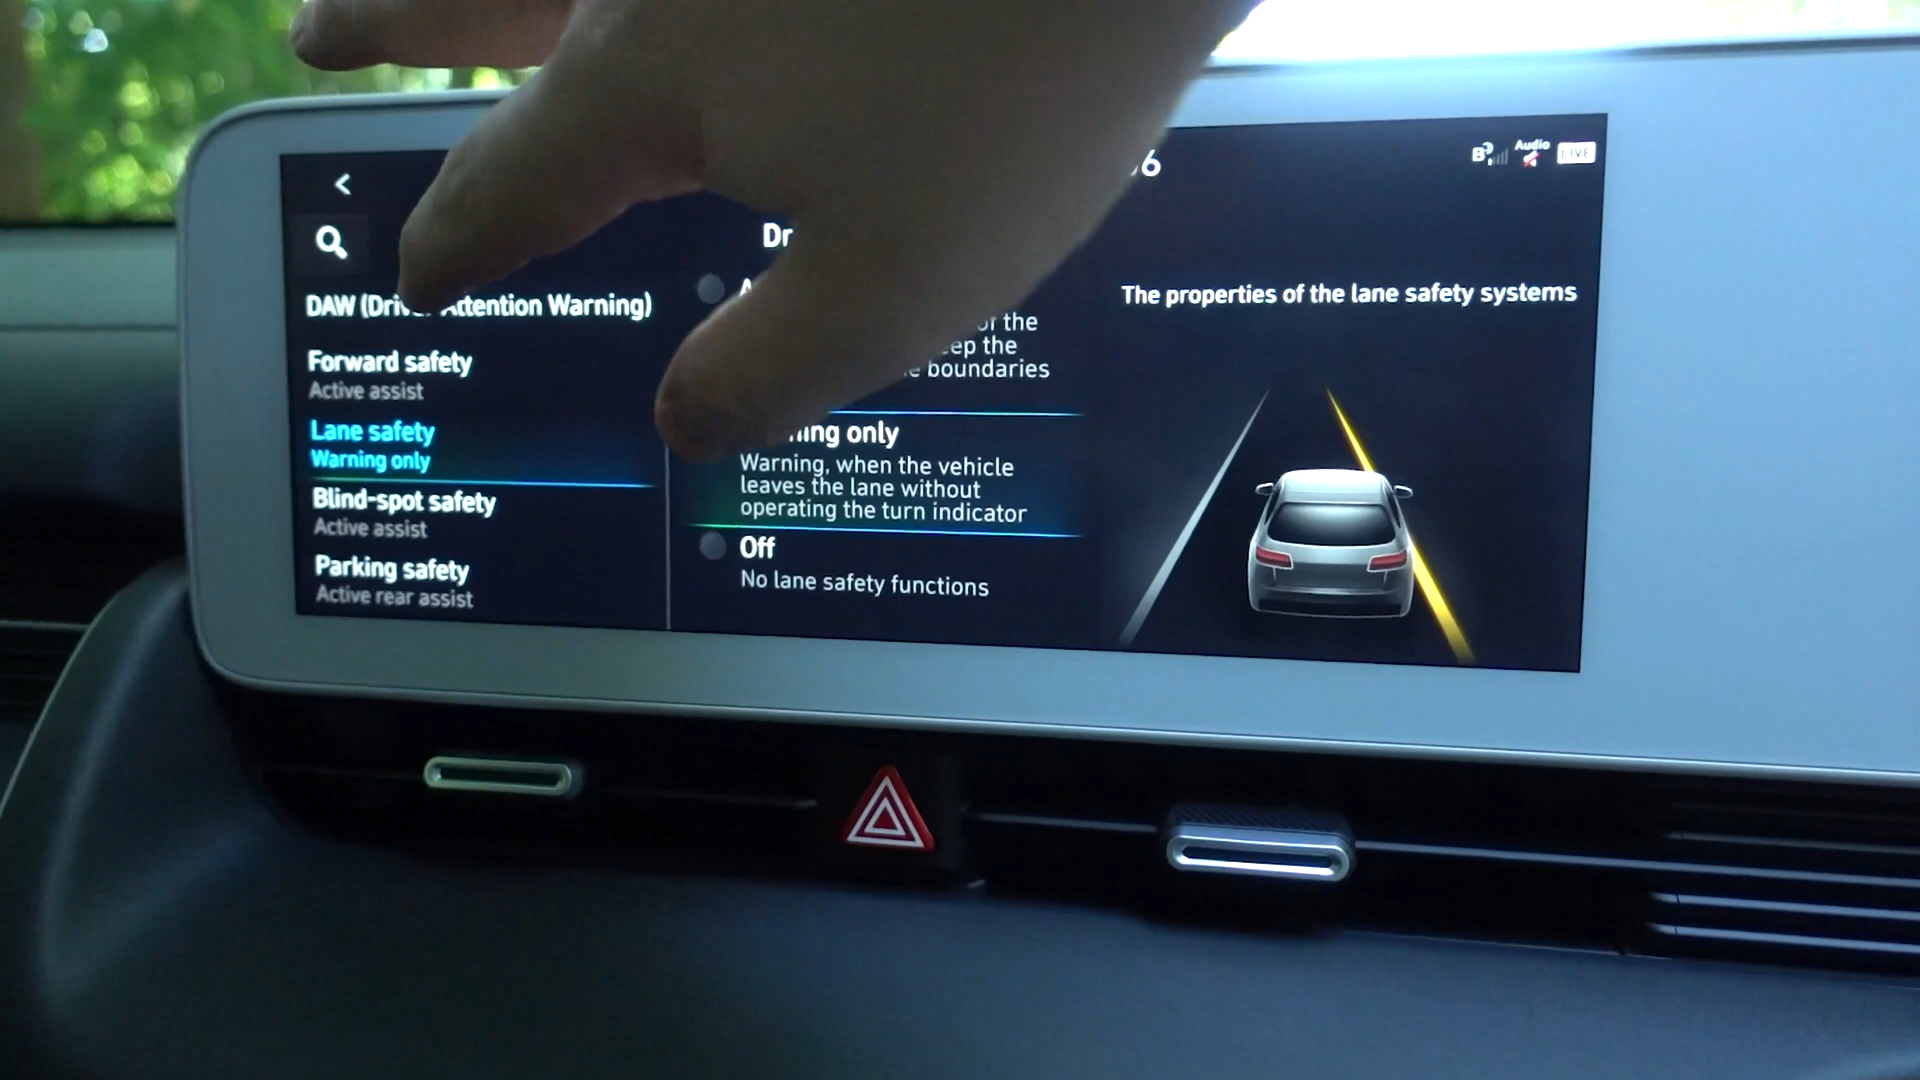 Audio
LIVE
DAW (Driv Attention Warning)
Forward safety
Active assist
Lane safety
Warning only
Blind-spot safety
Active assist
Parking safety
Active rear assist
Dr
of the
the
boundaries
only
Warning, when the vehicle
leaves the lane without
operating the turn indicator
Off
No lane safety functions
The properties of the lane safety systems